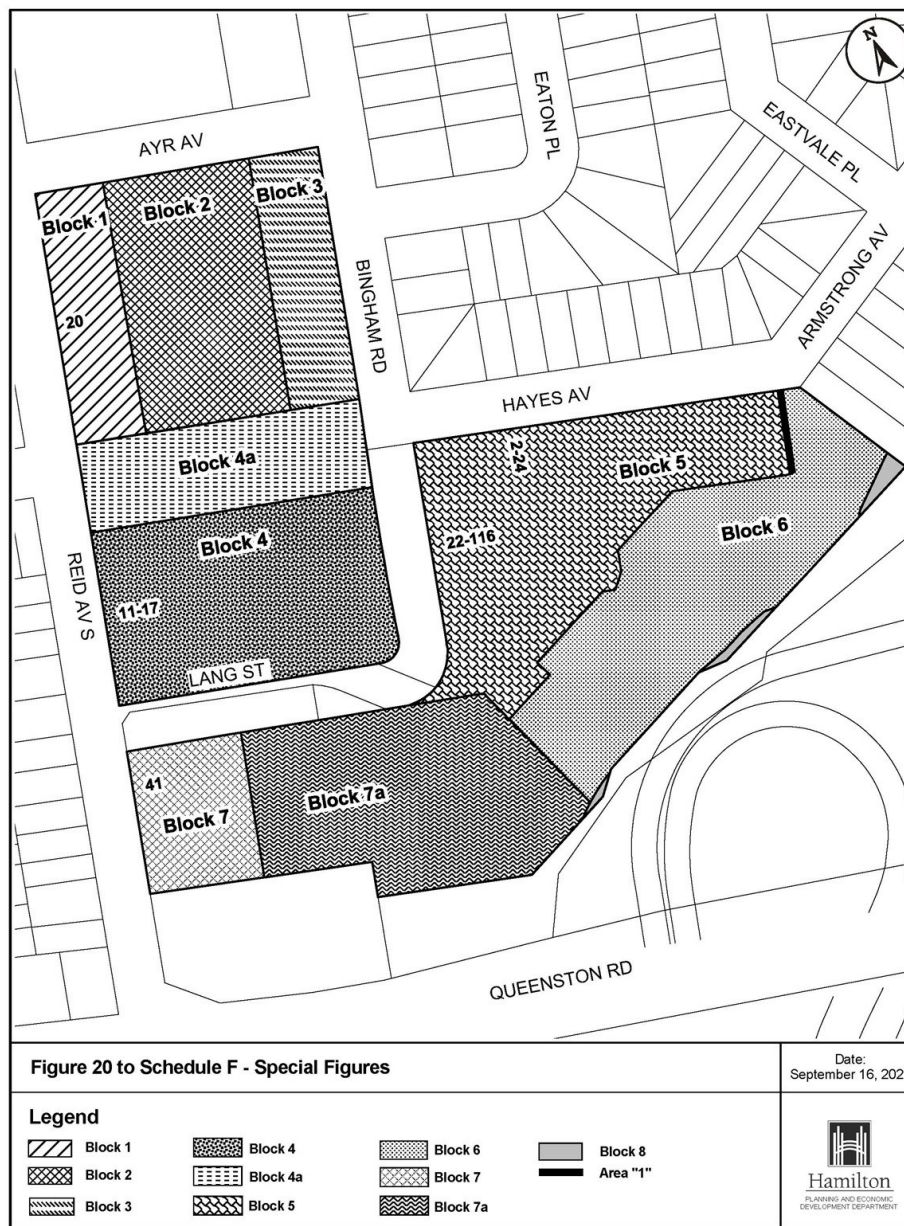 N
AYR AV
EATON PL
EASTVALE PL
Block 1
Block 2
Block 3
ARMSTRONG AV
BINGHAM RD
20
HAYES AV
Block 4a
2-24
Block 5
Block 6
22-116
Block 4
REID AV S
11-17
LANG ST
41
Block 7
Block 7a
QUEENSTON RD
Figure 20 to Schedule F - Special Figures
Date:
September 16, 202
Legend
Block 1
Block 2
Block 3
Block 4
Block 4a
Block 5
Block 6
Block 7
Block 7a
Block 8
Area "1"
Hamilton
PLANNING AND ECONOMIC
DEVELOPMENT DEPARTMENT